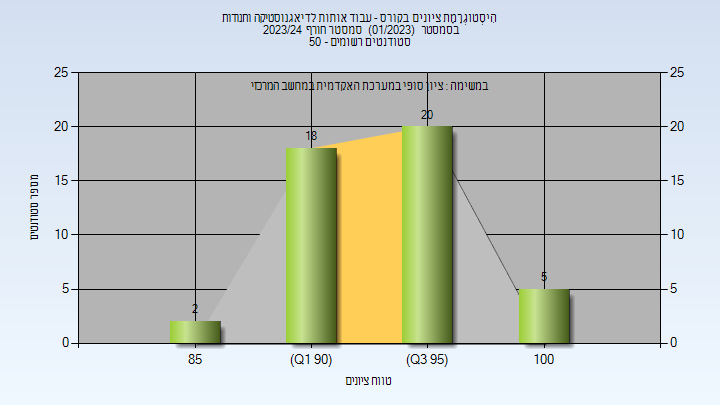 היסטוגרמת ציונים בקורס - עבוד אותות לדיאגנוסטיקה וחנודות
בסמסטר (01/2023) סמסטר חורף 2023/24
סטודנטים רשומים - 50
במשימה : ציון סופי במערכת האקדמית במחשב המרכזי
מספר סטודנטים
25 25
20 20
15 15
10 10
5 5
0 0
2
18
20
5
85 (Q1 90) (Q3 95) 100
טווח ציונים